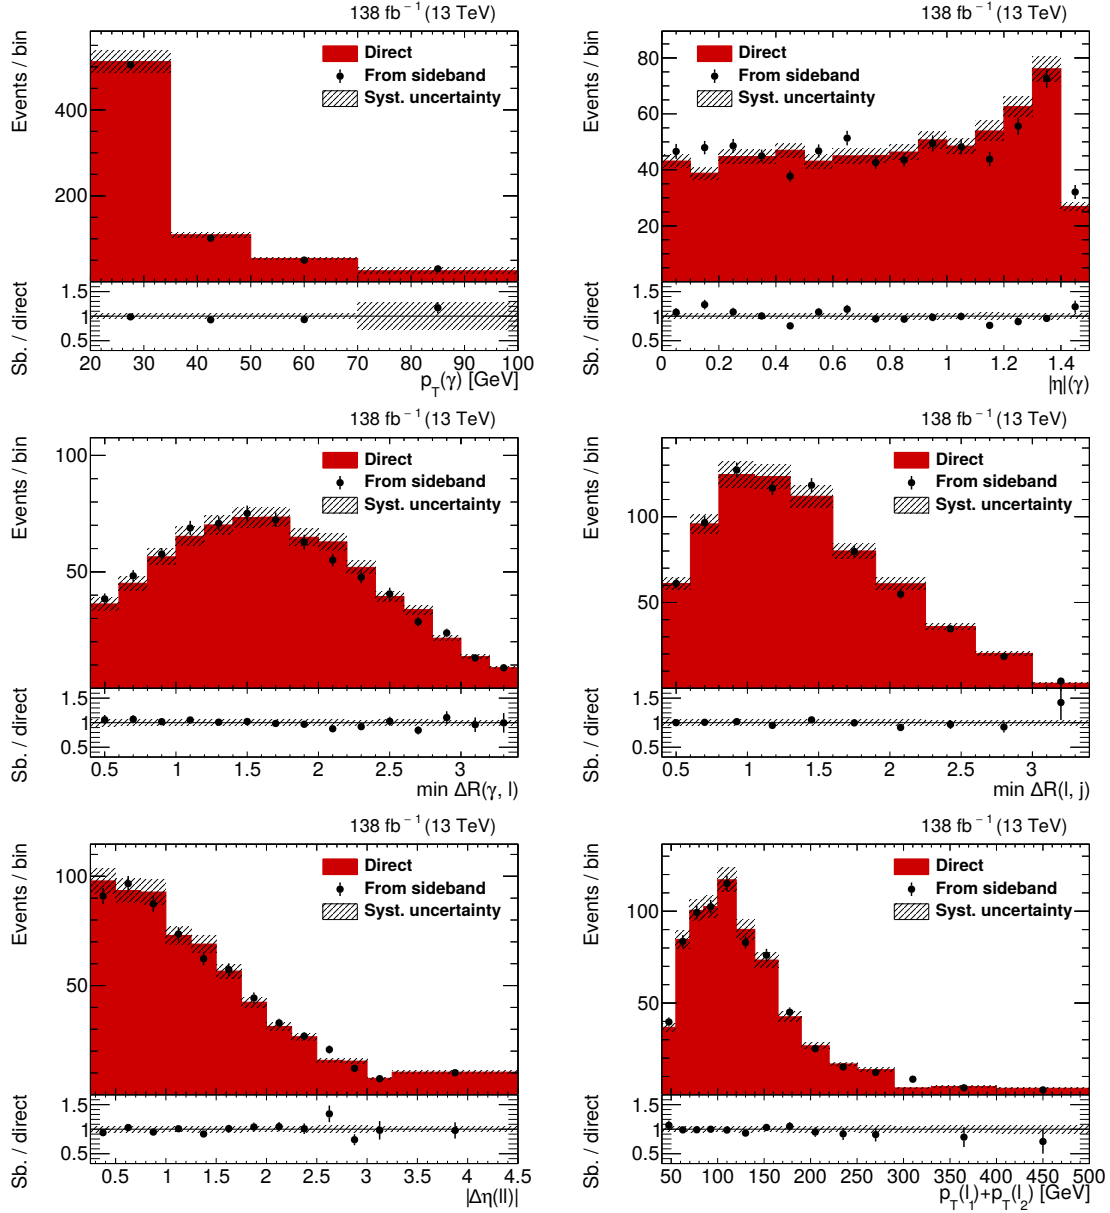 138 fb⁻¹ (13 TeV)
Events / bin
Direct
From sideband
Syst. uncertainty
400
200
Sb. / direct
1.5
1
0.5
20 30 40 50 60 70 80 90 100
p_T(γ) [GeV]
138 fb⁻¹ (13 TeV)
Events / bin
Direct
From sideband
Syst. uncertainty
80
60
40
20
Sb. / direct
1.5
1
0.5
0 0.2 0.4 0.6 0.8 1 1.2 1.4
|η|(γ)
138 fb⁻¹ (13 TeV)
Events / bin
Direct
From sideband
Syst. uncertainty
100
50
Sb. / direct
1.5
1
0.5
0.5 1 1.5 2 2.5 3
min ΔR(γ, l)
138 fb⁻¹ (13 TeV)
Events / bin
Direct
From sideband
Syst. uncertainty
100
50
Sb. / direct
1.5
1
0.5
0.5 1 1.5 2 2.5 3
min ΔR(l, j)
138 fb⁻¹ (13 TeV)
Events / bin
Direct
From sideband
Syst. uncertainty
100
50
Sb. / direct
1.5
1
0.5
0.5 1 1.5 2 2.5 3 3.5 4 4.5
|Δη(ll)|
138 fb⁻¹ (13 TeV)
Events / bin
Direct
From sideband
Syst. uncertainty
100
50
Sb. / direct
1.5
1
0.5
50 100 150 200 250 300 350 400 450 500
p_T(l₁)+p_T(l₂) [GeV]